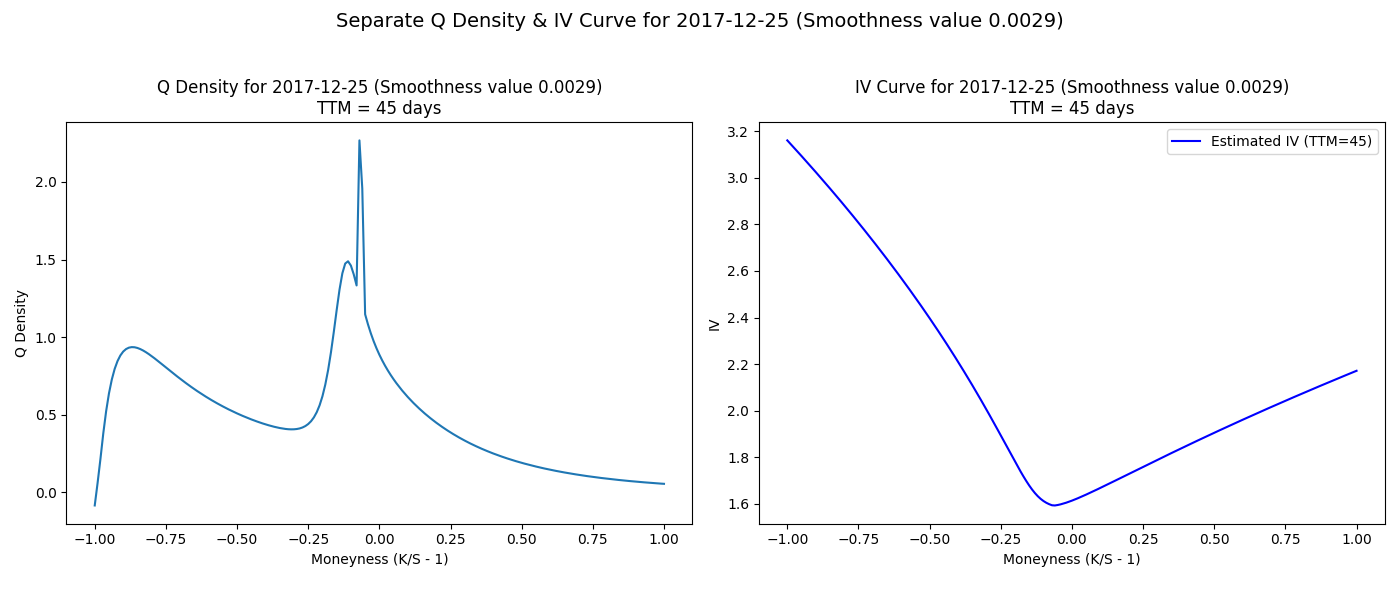 Separate Q Density & IV Curve for 2017-12-25 (Smoothness value 0.0029)
Q Density for 2017-12-25 (Smoothness value 0.0029)
TTM = 45 days
Q Density
2.0
1.5
1.0
0.5
0.0
−1.00 −0.75 −0.50 −0.25 0.00 0.25 0.50 0.75 1.00
Moneyness (K/S - 1)
IV Curve for 2017-12-25 (Smoothness value 0.0029)
TTM = 45 days
Estimated IV (TTM=45)
IV
3.2
3.0
2.8
2.6
2.4
2.2
2.0
1.8
1.6
−1.00 −0.75 −0.50 −0.25 0.00 0.25 0.50 0.75 1.00
Moneyness (K/S - 1)